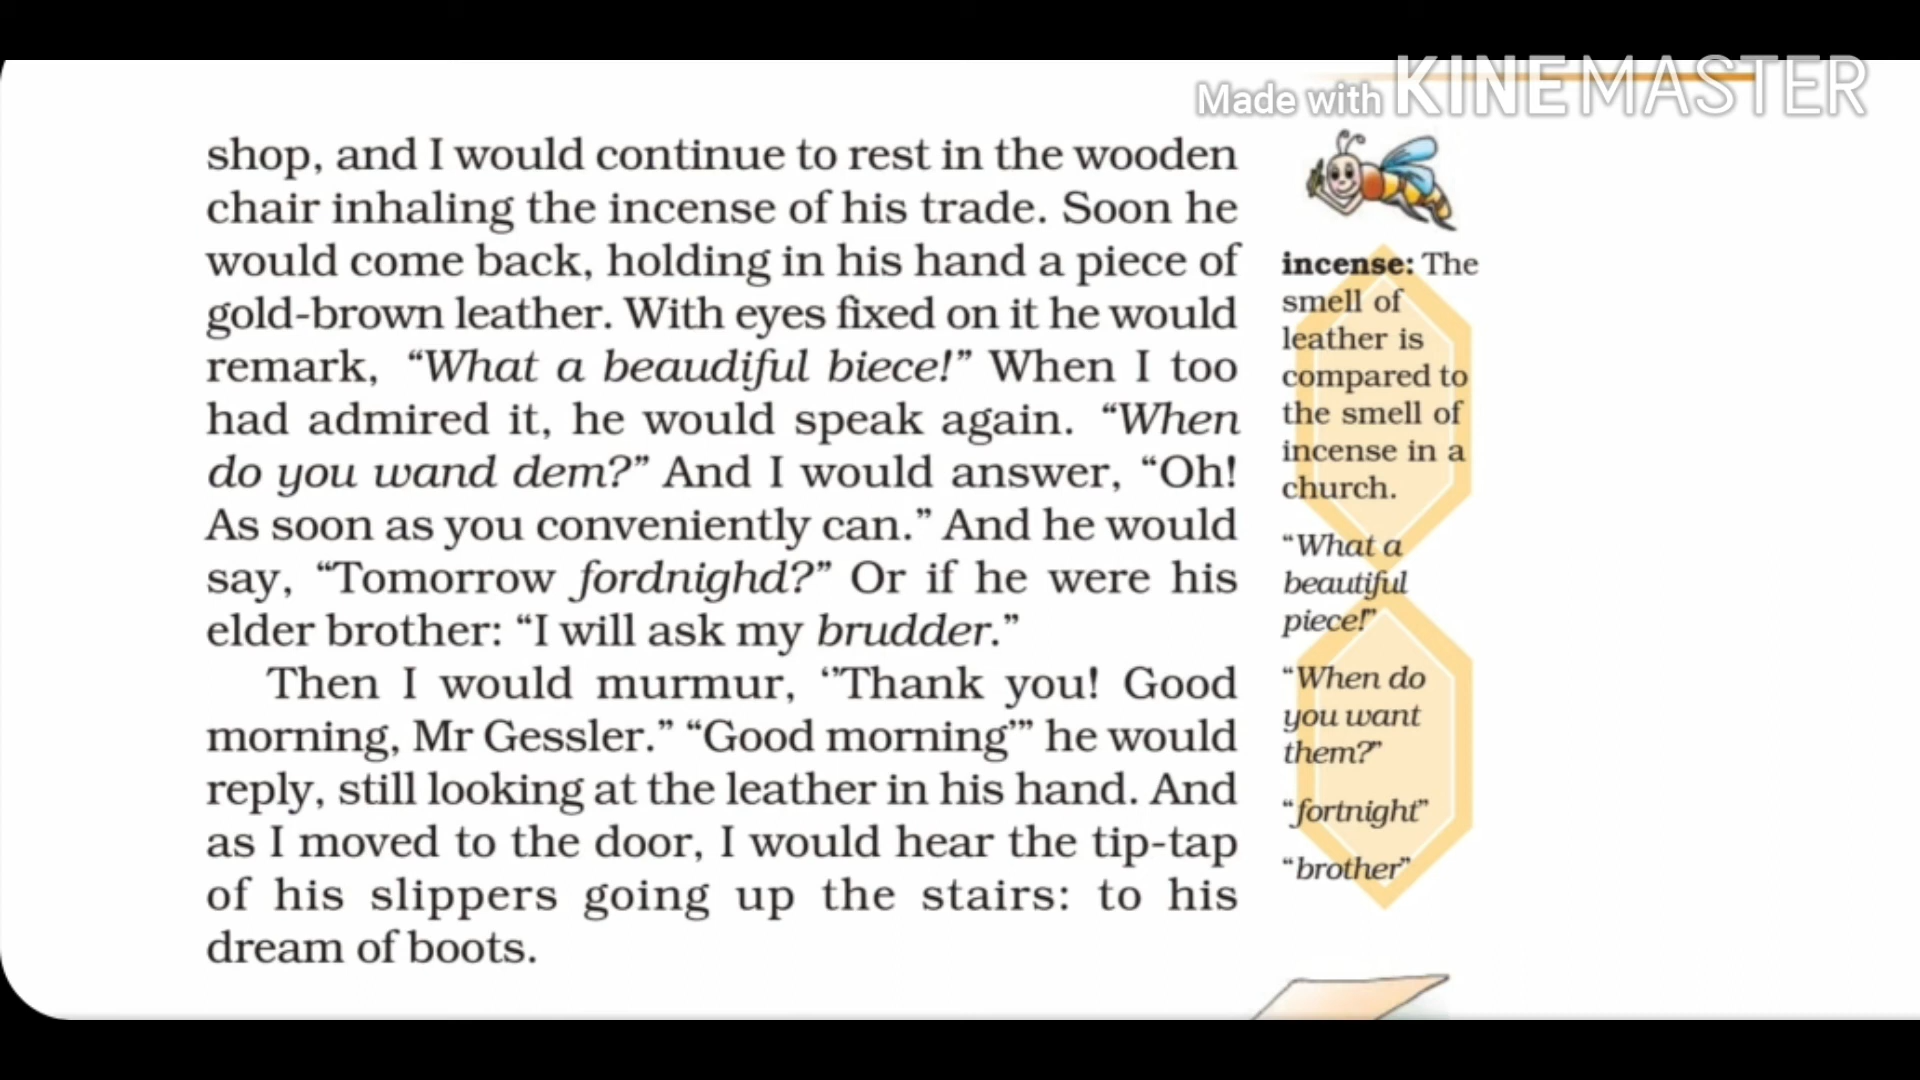 Made with KINEMASTER
shop, and I would continue to rest in the wooden
chair inhaling the incense of his trade. Soon he
would come back, holding in his hand a piece of
gold-brown leather. With eyes fixed on it he would
remark, “What a beaudiful biece!” When I too
had admired it, he would speak again. “When
do you wand dem?” And I would answer, “Oh!
As soon as you conveniently can.” And he would
say, “Tomorrow fordnighd?” Or if he were his
elder brother: “I will ask my brudder.”
Then I would murmur, ‘”Thank you! Good
morning, Mr Gessler.” “Good morning’” he would
reply, still looking at the leather in his hand. And
as I moved to the door, I would hear the tip-tap
of his slippers going up the stairs: to his
dream of boots.
incense: The
smell of
leather is
compared to
the smell of
incense in a
church.
“What a
beautiful
piece!”
“When do
you want
them?”
“fortnight”
“brother”